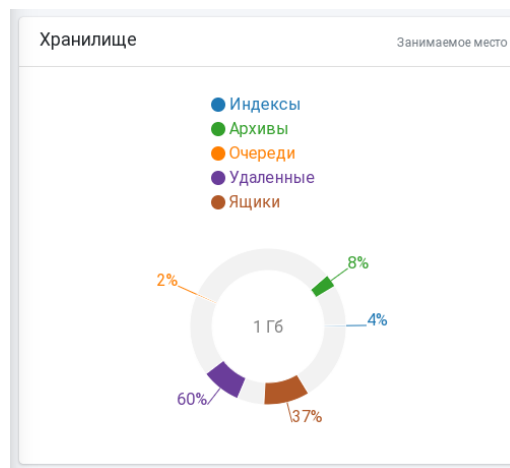 Хранилище
Занимаемое место
Индексы
Архивы
Очереди
Удаленные
Ящики
8%
2%
4%
1 Гб
60%
37%